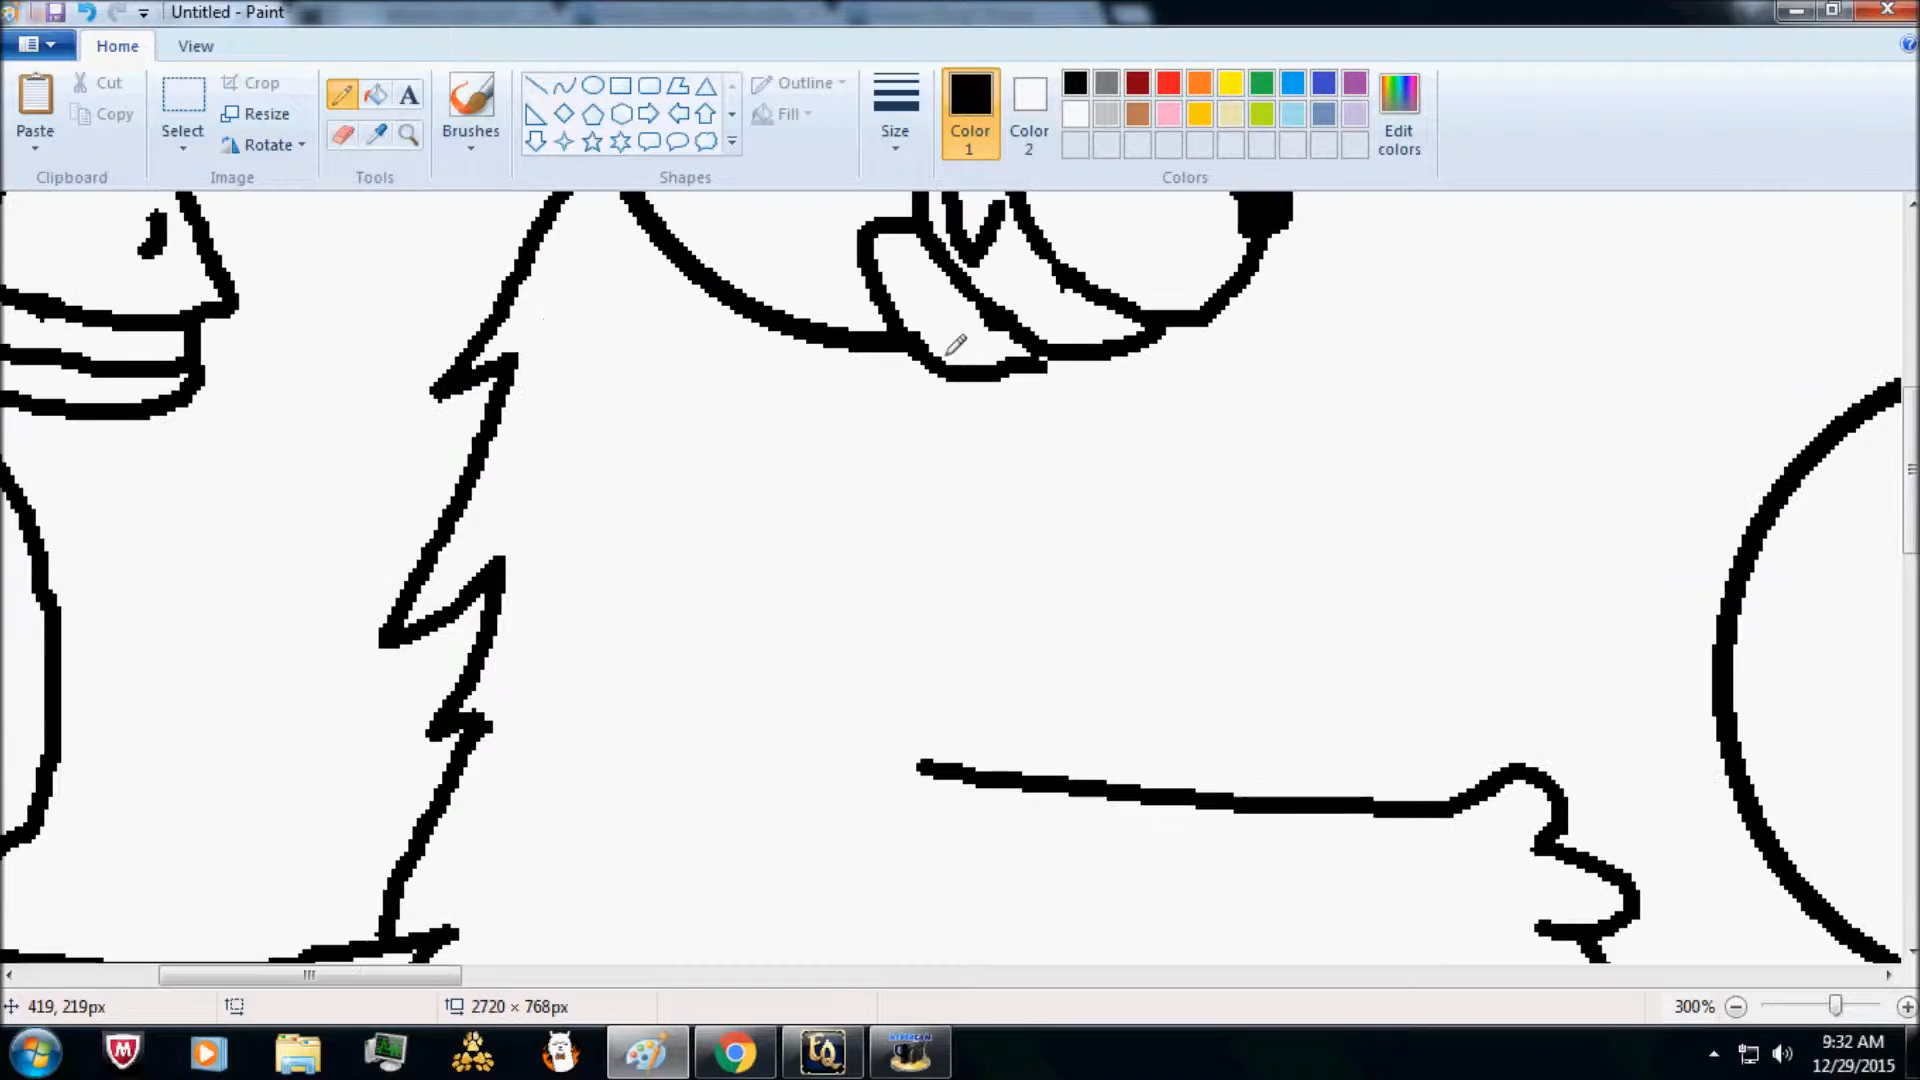 Untitled - Paint
Home View
Paste
Cut
Copy
Clipboard
Select
Crop
Resize
Rotate
Image
Tools
Brushes
Shapes
Outline
Fill
Size
Color 1
Color 2
Edit colors
Colors
419, 219px
2720 × 768px
300%
9:32 AM
12/29/2015